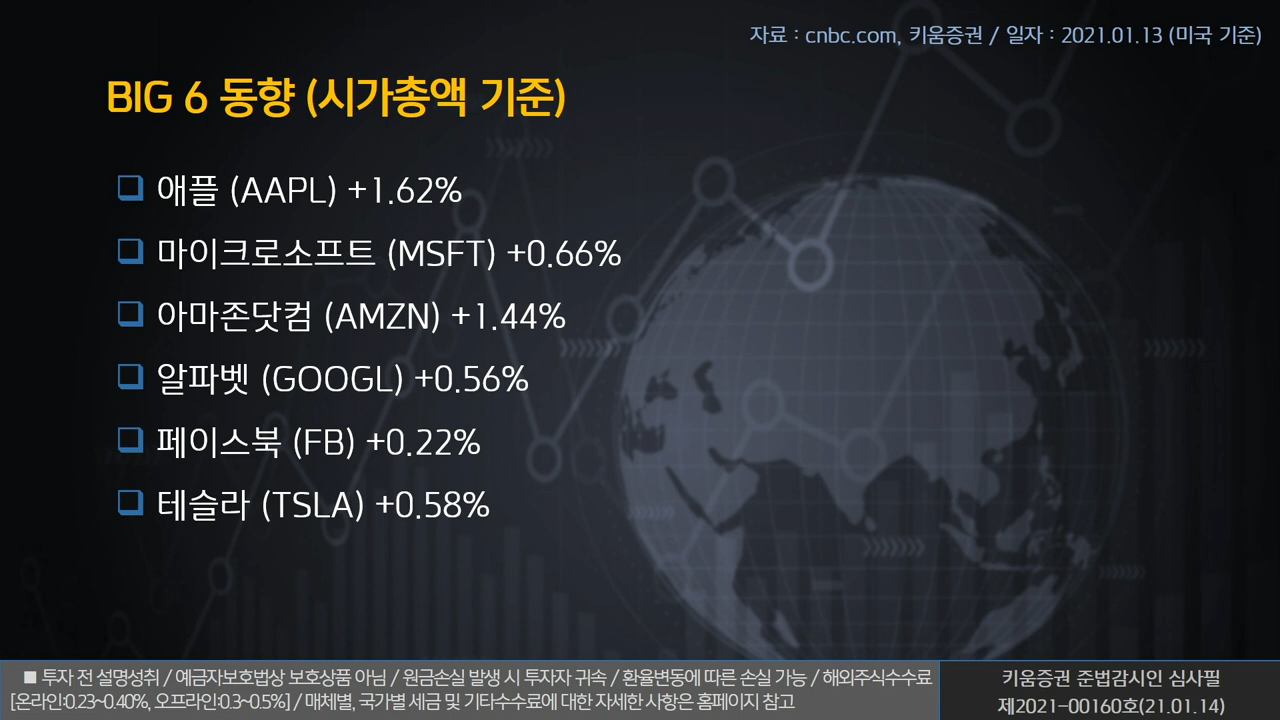 자료 : cnbc.com, 키움증권 / 일자 : 2021.01.13 (미국 기준)
BIG 6 동향 (시가총액 기준)
애플 (AAPL) +1.62%
마이크로소프트 (MSFT) +0.66%
아마존닷컴 (AMZN) +1.44%
알파벳 (GOOGL) +0.56%
페이스북 (FB) +0.22%
테슬라 (TSLA) +0.58%
■ 투자 전 설명성취 / 예금자보호법상 보호상품 아님 / 원금손실 발생 시 투자자 귀속 / 환율변동에 따른 손실 가능 / 해외주식수수료
[온라인:0.23~0.40%, 오프라인:0.3~0.5%] / 매체별, 국가별 세금 및 기타수수료에 대한 자세한 사항은 홈페이지 참고
키움증권 준법감시인 심사필
제2021-00160호(21.01.14)